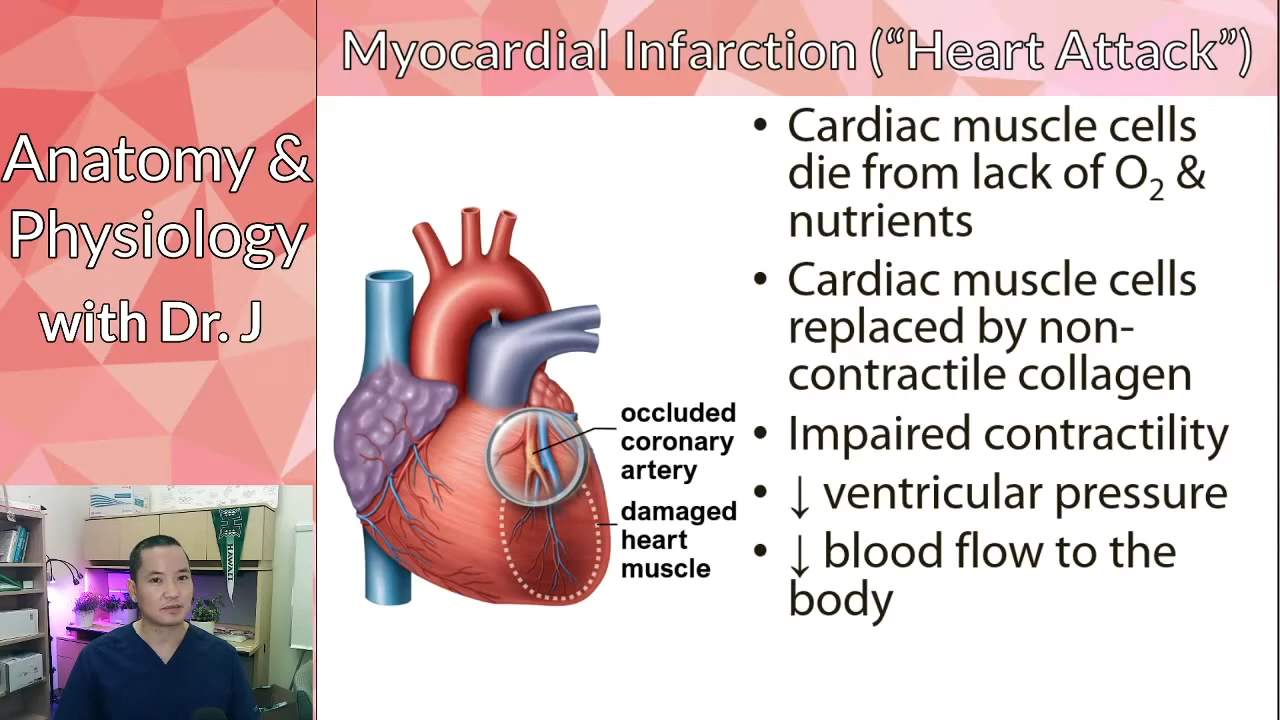 Anatomy &
Physiology
with Dr. J
Myocardial Infarction (“Heart Attack”)
• Cardiac muscle cells
die from lack of O₂ &
nutrients
• Cardiac muscle cells
replaced by non-
contractile collagen
• Impaired contractility
• ↓ ventricular pressure
• ↓ blood flow to the
body
occluded
coronary
artery
damaged
heart
muscle
HAWAII